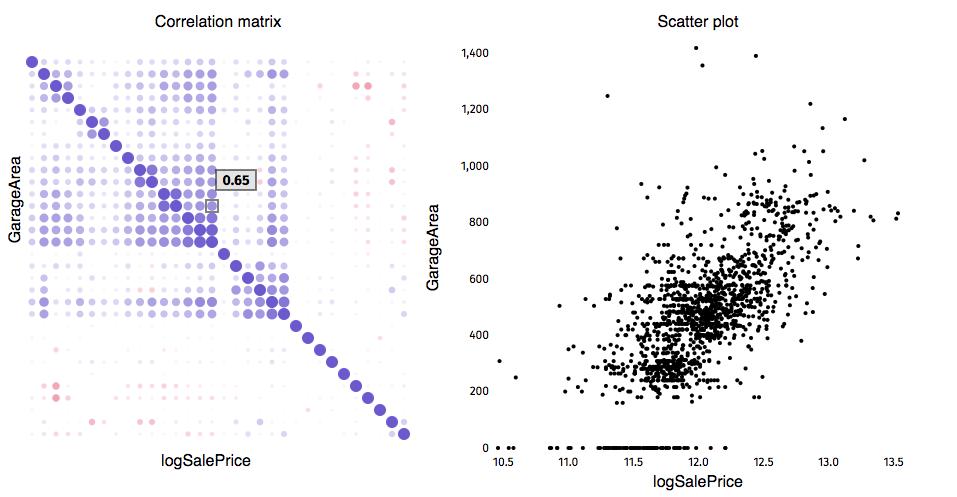 Correlation matrix
GarageArea
0.65
logSalePrice
Scatter plot
GarageArea
1,400
1,200
1,000
800
600
400
200
0
10.5 11.0 11.5 12.0 12.5 13.0 13.5
logSalePrice